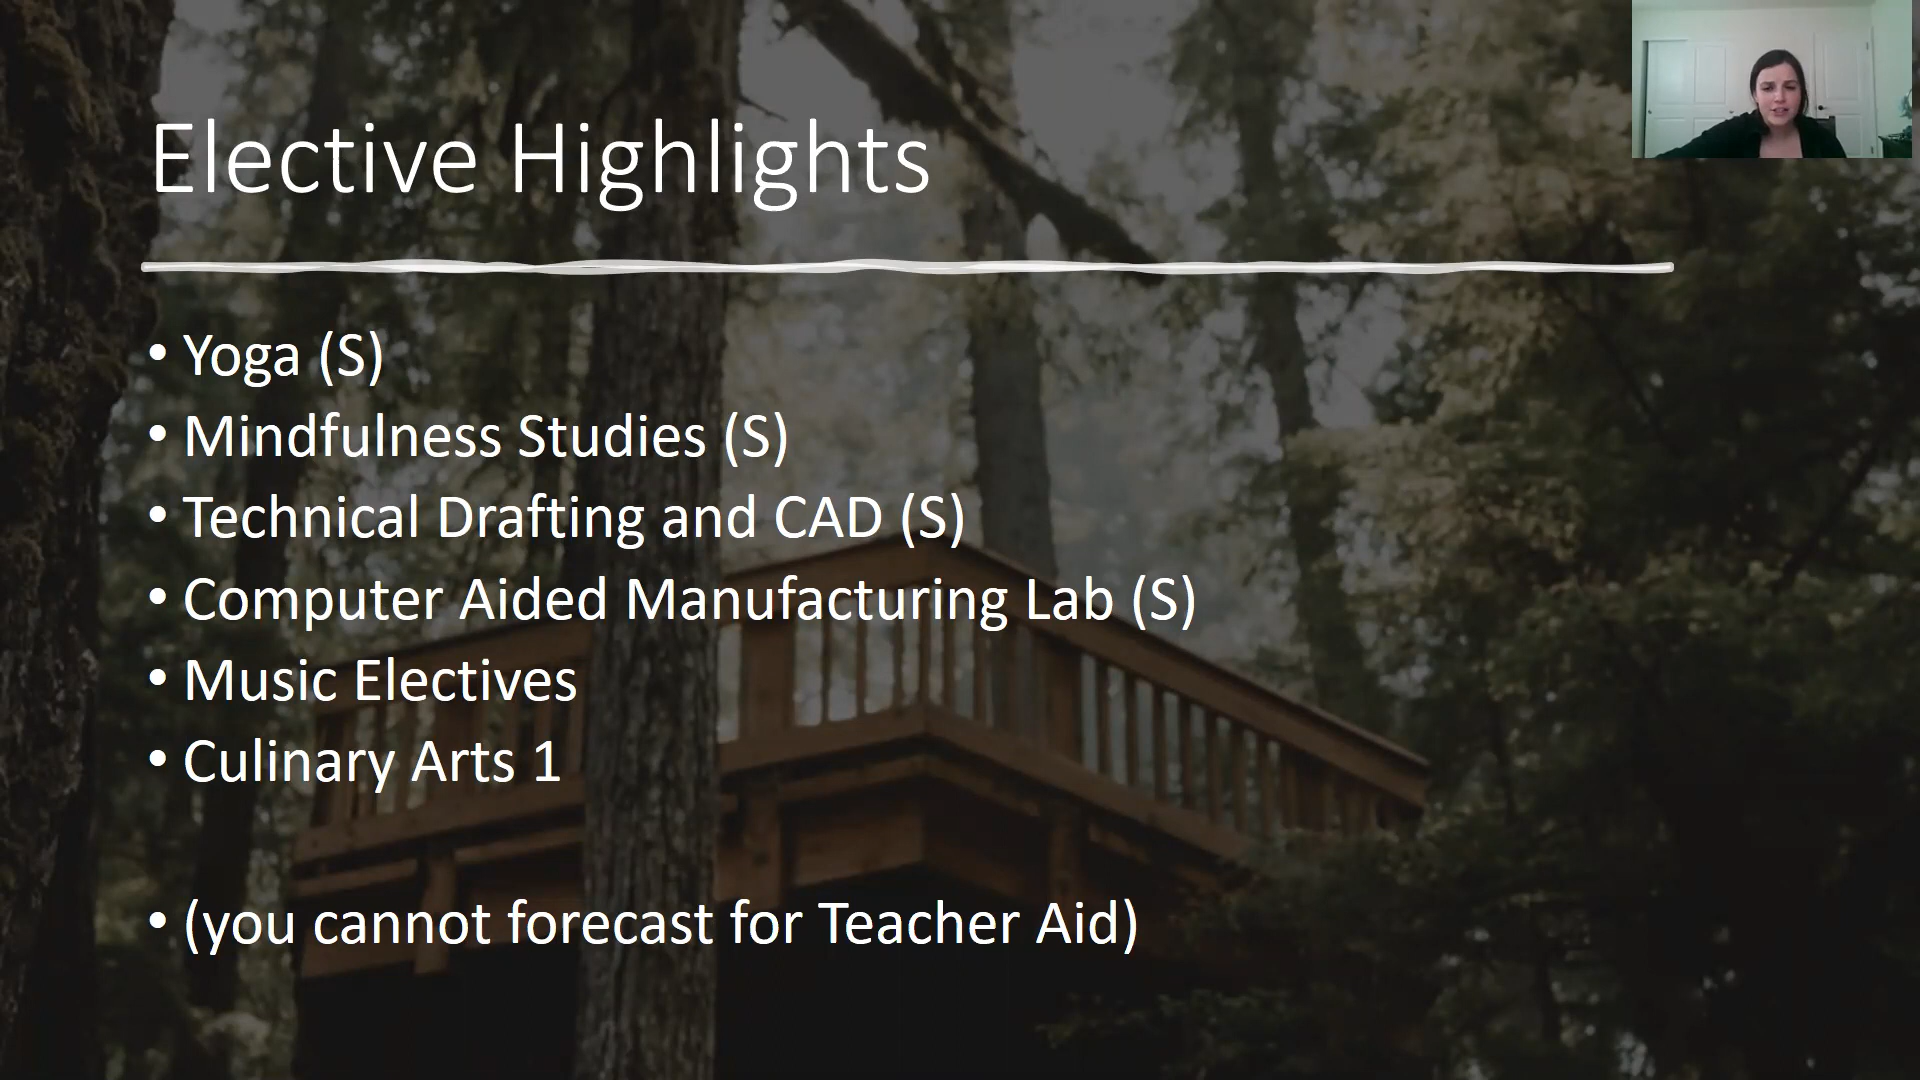 Elective Highlights
• Yoga (S)
• Mindfulness Studies (S)
• Technical Drafting and CAD (S)
• Computer Aided Manufacturing Lab (S)
• Music Electives
• Culinary Arts 1
• (you cannot forecast for Teacher Aid)